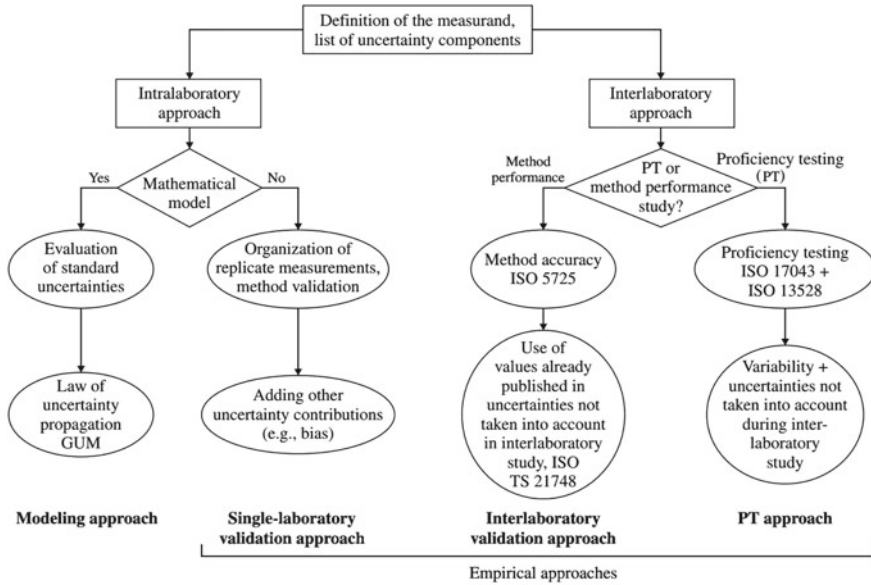 Definition of the measurand,
list of uncertainty components
Intralaboratory
approach
Interlaboratory
approach
Yes
Mathematical
model
No
Method
performance
PT or
method performance
study?
Proficiency testing
(PT)
Evaluation
of standard
uncertainties
Organization of
replicate measurements,
method validation
Method accuracy
ISO 5725
Proficiency testing
ISO 17043 +
ISO 13528
Law of
uncertainty
propagation
GUM
Adding other
uncertainty contributions
(e.g., bias)
Use of
values already
published in
uncertainties not
taken into account
in interlaboratory
study, ISO
TS 21748
Variability +
uncertainties not
taken into account
during inter-
laboratory
study
Modeling approach
Single-laboratory
validation approach
Interlaboratory
validation approach
PT approach
Empirical approaches